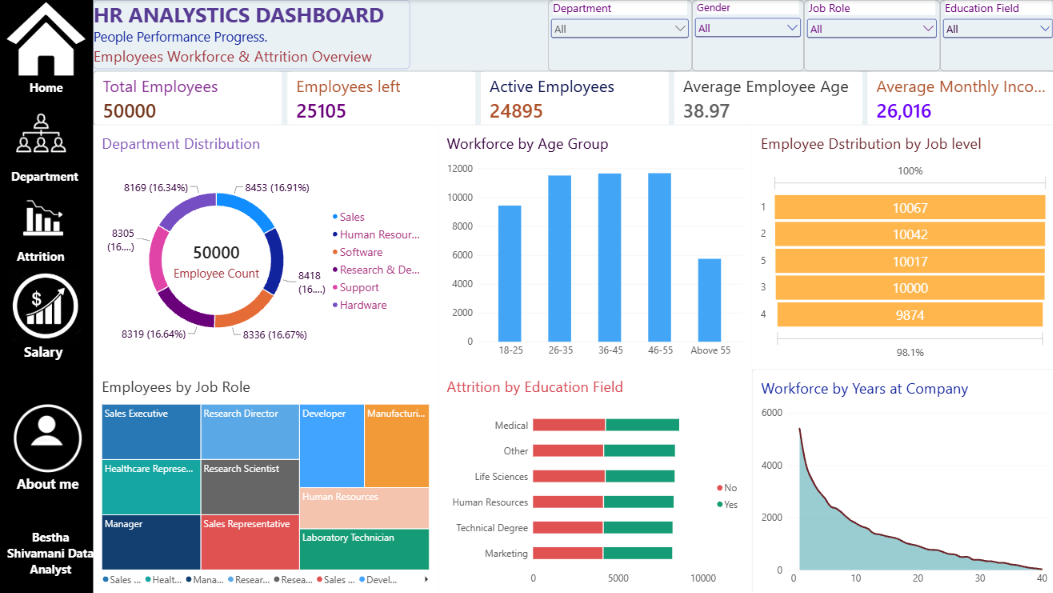 HR ANALYSTICS DASHBOARD
People Performance Progress.
Employees Workforce & Attrition Overview
Department
All
Gender
All
Job Role
All
Education Field
All
Home
Department
Attrition
$
Salary
About me
Bestha
Shivamani Data
Analyst
Total Employees
50000
Employees left
25105
Active Employees
24895
Average Employee Age
38.97
Average Monthly Inco...
26,016
Department Distribution
8169 (16.34%)
8453 (16.91%)
8305
(16....)
8418
(16....)
8319 (16.64%)
8336 (16.67%)
50000
Employee Count
Sales
Human Resour...
Software
Research & De...
Support
Hardware
Workforce by Age Group
12000
10000
8000
6000
4000
2000
0
18-25
26-35
36-45
46-55
Above 55
Employee Dstribution by Job level
100%
1 10067
2 10042
5 10017
3 10000
4 9874
98.1%
Employees by Job Role
Sales Executive
Research Director
Developer
Manufacturi...
Healthcare Represe...
Research Scientist
Human Resources
Manager
Sales Representative
Laboratory Technician
Sales ... Healt... Mana... Resear... Resea... Sales ... Devel...
Attrition by Education Field
Medical
Other
Life Sciences
Human Resources
Technical Degree
Marketing
0 5000 10000
No
Yes
Workforce by Years at Company
6000
4000
2000
0
0 10 20 30 40